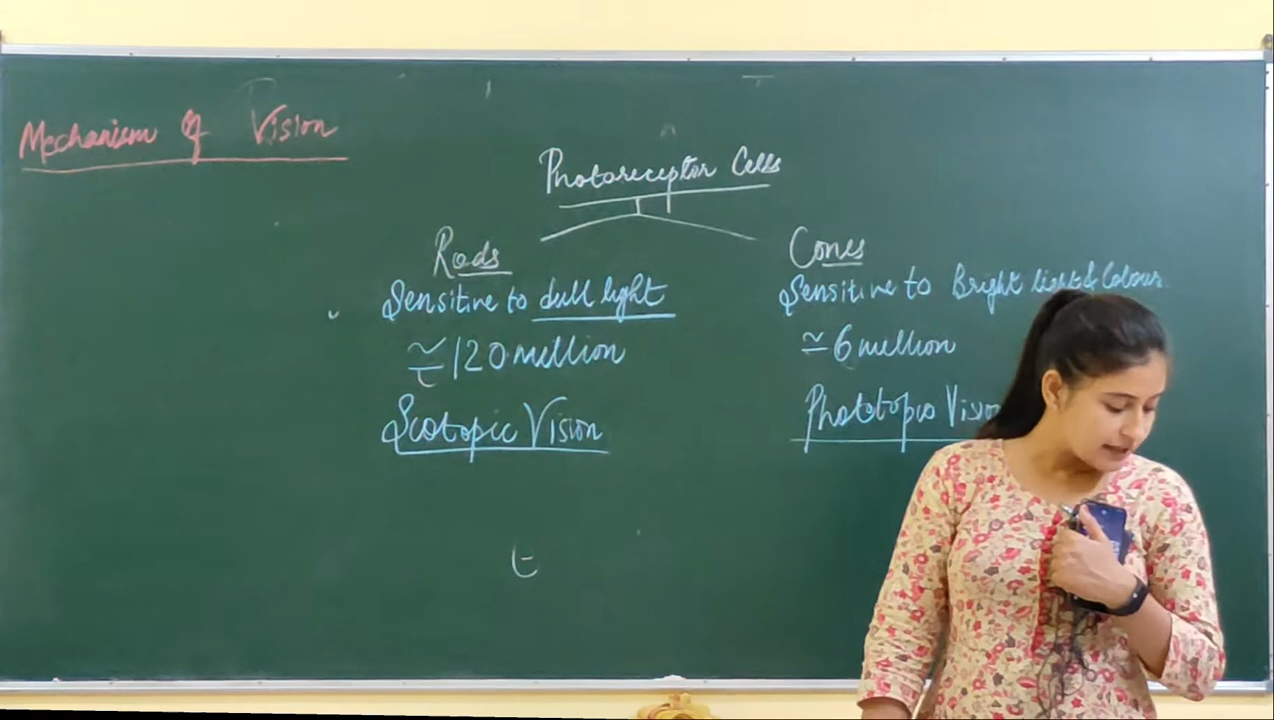 Mechanism of Vision
Photoreceptor Cells
Rods
Sensitive to dull light
≃ 120 million
Scotopic Vision
Cones
Sensitive to Bright light & Colour.
≃ 6 million
Phototopic Vision
t